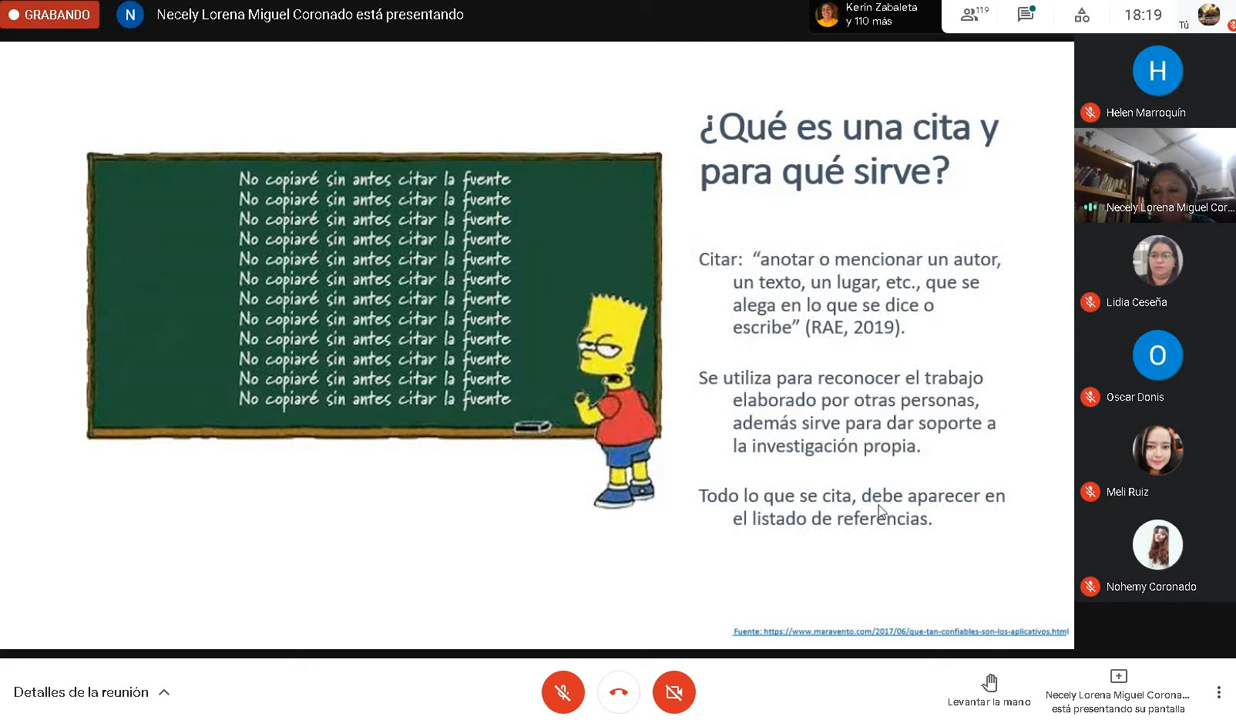 GRABANDO
N
Necely Lorena Miguel Coronado está presentando
Kerin Zabaleta
y 110 más
119
18:19
Tú
No copiaré sin antes citar la fuente
No copiaré sin antes citar la fuente
No copiaré sin antes citar la fuente
No copiaré sin antes citar la fuente
No copiaré sin antes citar la fuente
No copiaré sin antes citar la fuente
No copiaré sin antes citar la fuente
No copiaré sin antes citar la fuente
No copiaré sin antes citar la fuente
No copiaré sin antes citar la fuente
No copiaré sin antes citar la fuente
No copiaré sin antes citar la fuente
¿Qué es una cita y
para qué sirve?
Citar: “anotar o mencionar un autor,
un texto, un lugar, etc., que se
alega en lo que se dice o
escribe” (RAE, 2019).
Se utiliza para reconocer el trabajo
elaborado por otras personas,
además sirve para dar soporte a
la investigación propia.
Todo lo que se cita, debe aparecer en
el listado de referencias.
Fuente: https://www.maravento.com/2017/06/que-tan-confiables-son-los-aplicativos.html
H
Helen Marroquín
Necely Lorena Miguel Cor...
Lidia Ceseña
O
Oscar Donis
Meli Ruiz
Nohemy Coronado
Detalles de la reunión
Levantar la mano
Necely Lorena Miguel Corona...
está presentando su pantalla